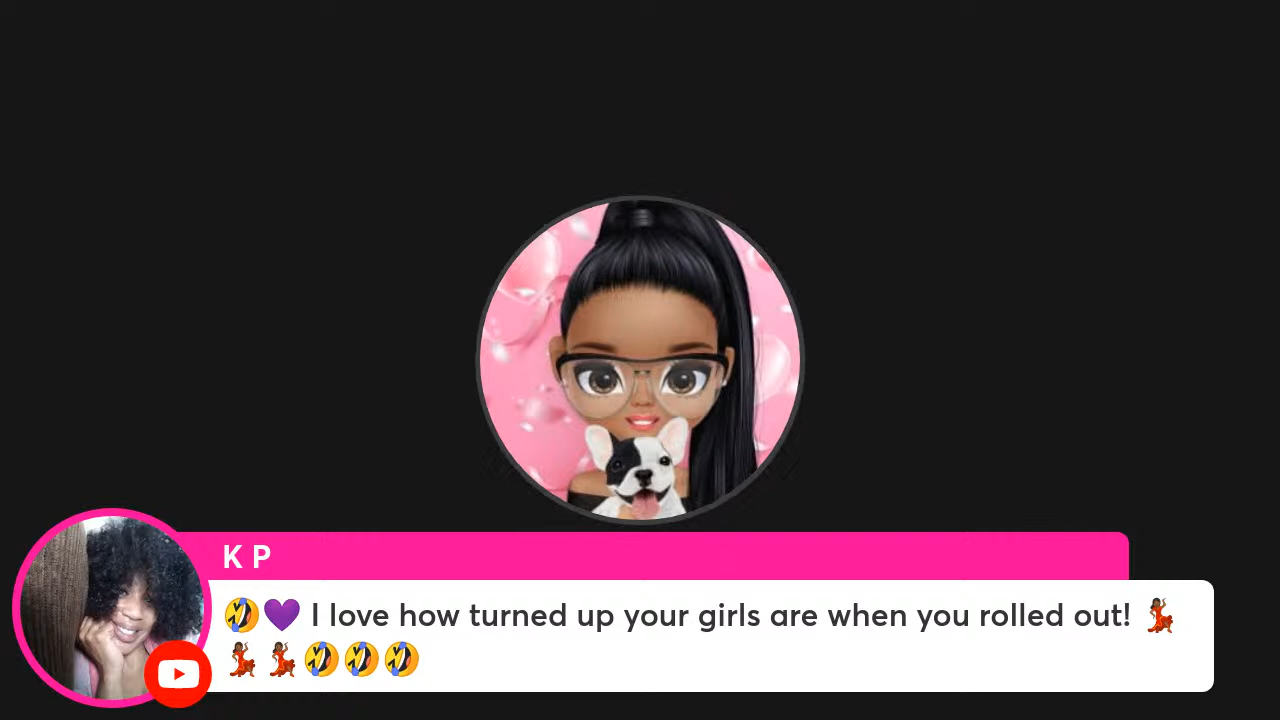 K P
🤣💜 I love how turned up your girls are when you rolled out! 💃🏾
💃🏾💃🏾🤣🤣🤣